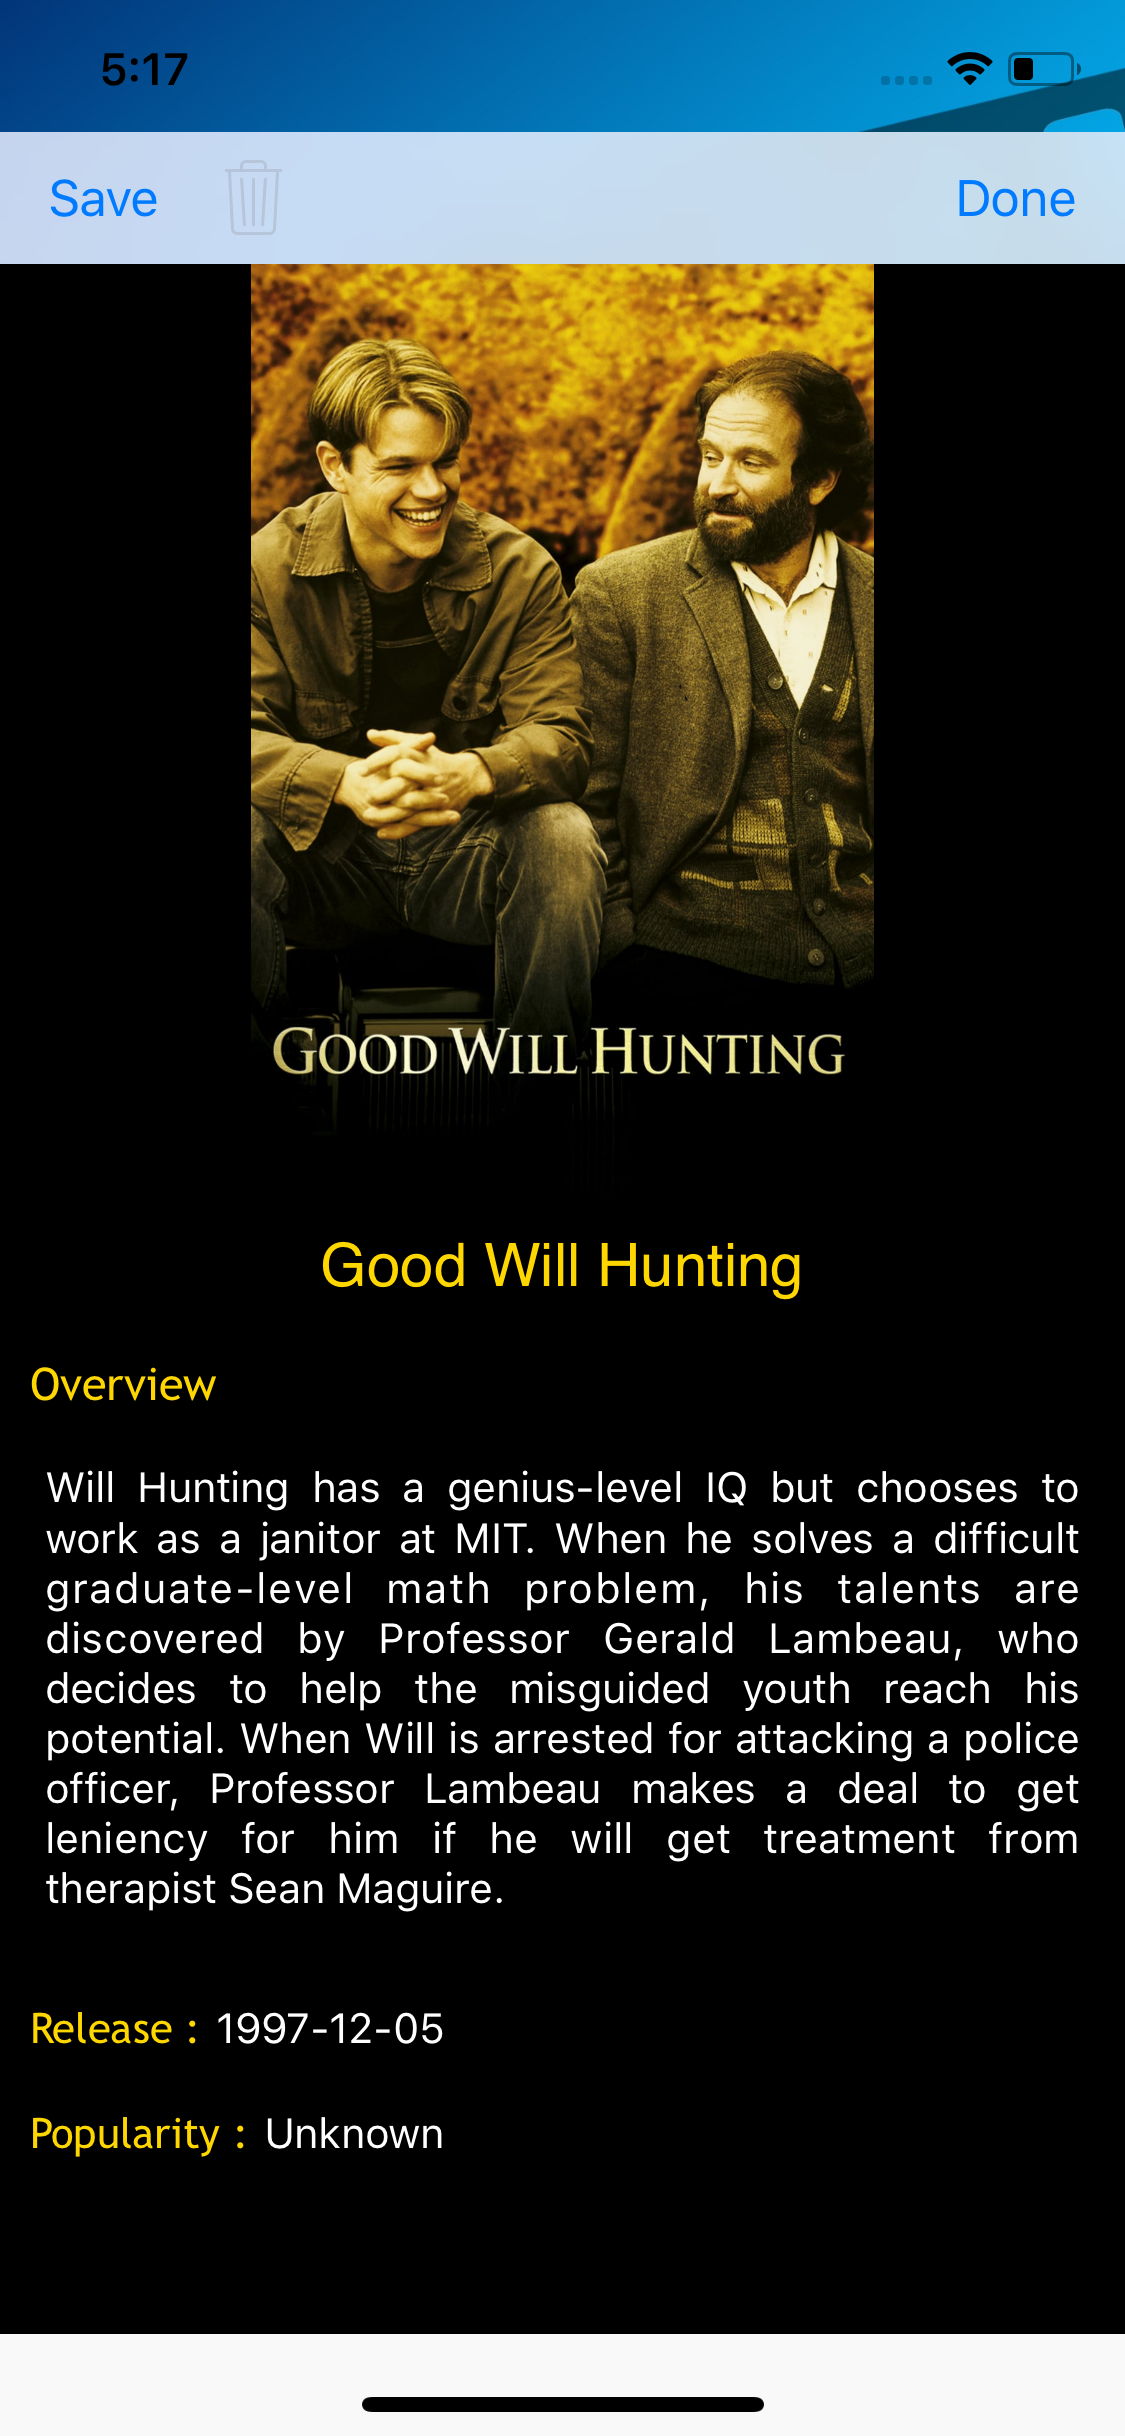 5:17
Save
Done
GOOD WILL HUNTING
Good Will Hunting
Overview
Will Hunting has a genius-level IQ but chooses to
work as a janitor at MIT. When he solves a difficult
graduate-level math problem, his talents are
discovered by Professor Gerald Lambeau, who
decides to help the misguided youth reach his
potential. When Will is arrested for attacking a police
officer, Professor Lambeau makes a deal to get
leniency for him if he will get treatment from
therapist Sean Maguire.
Release : 1997-12-05
Popularity : Unknown